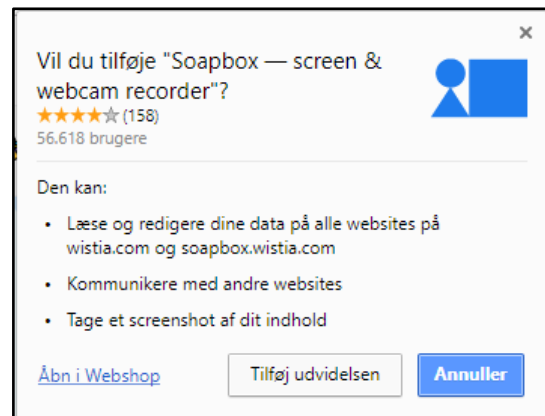 Vil du tilføje "Soapbox — screen &
webcam recorder"?
(158)
56.618 brugere
Den kan:
• Læse og redigere dine data på alle websites på
wistia.com og soapbox.wistia.com
• Kommunikere med andre websites
• Tage et screenshot af dit indhold
Åbn i Webshop Tilføj udvidelsen Annuller